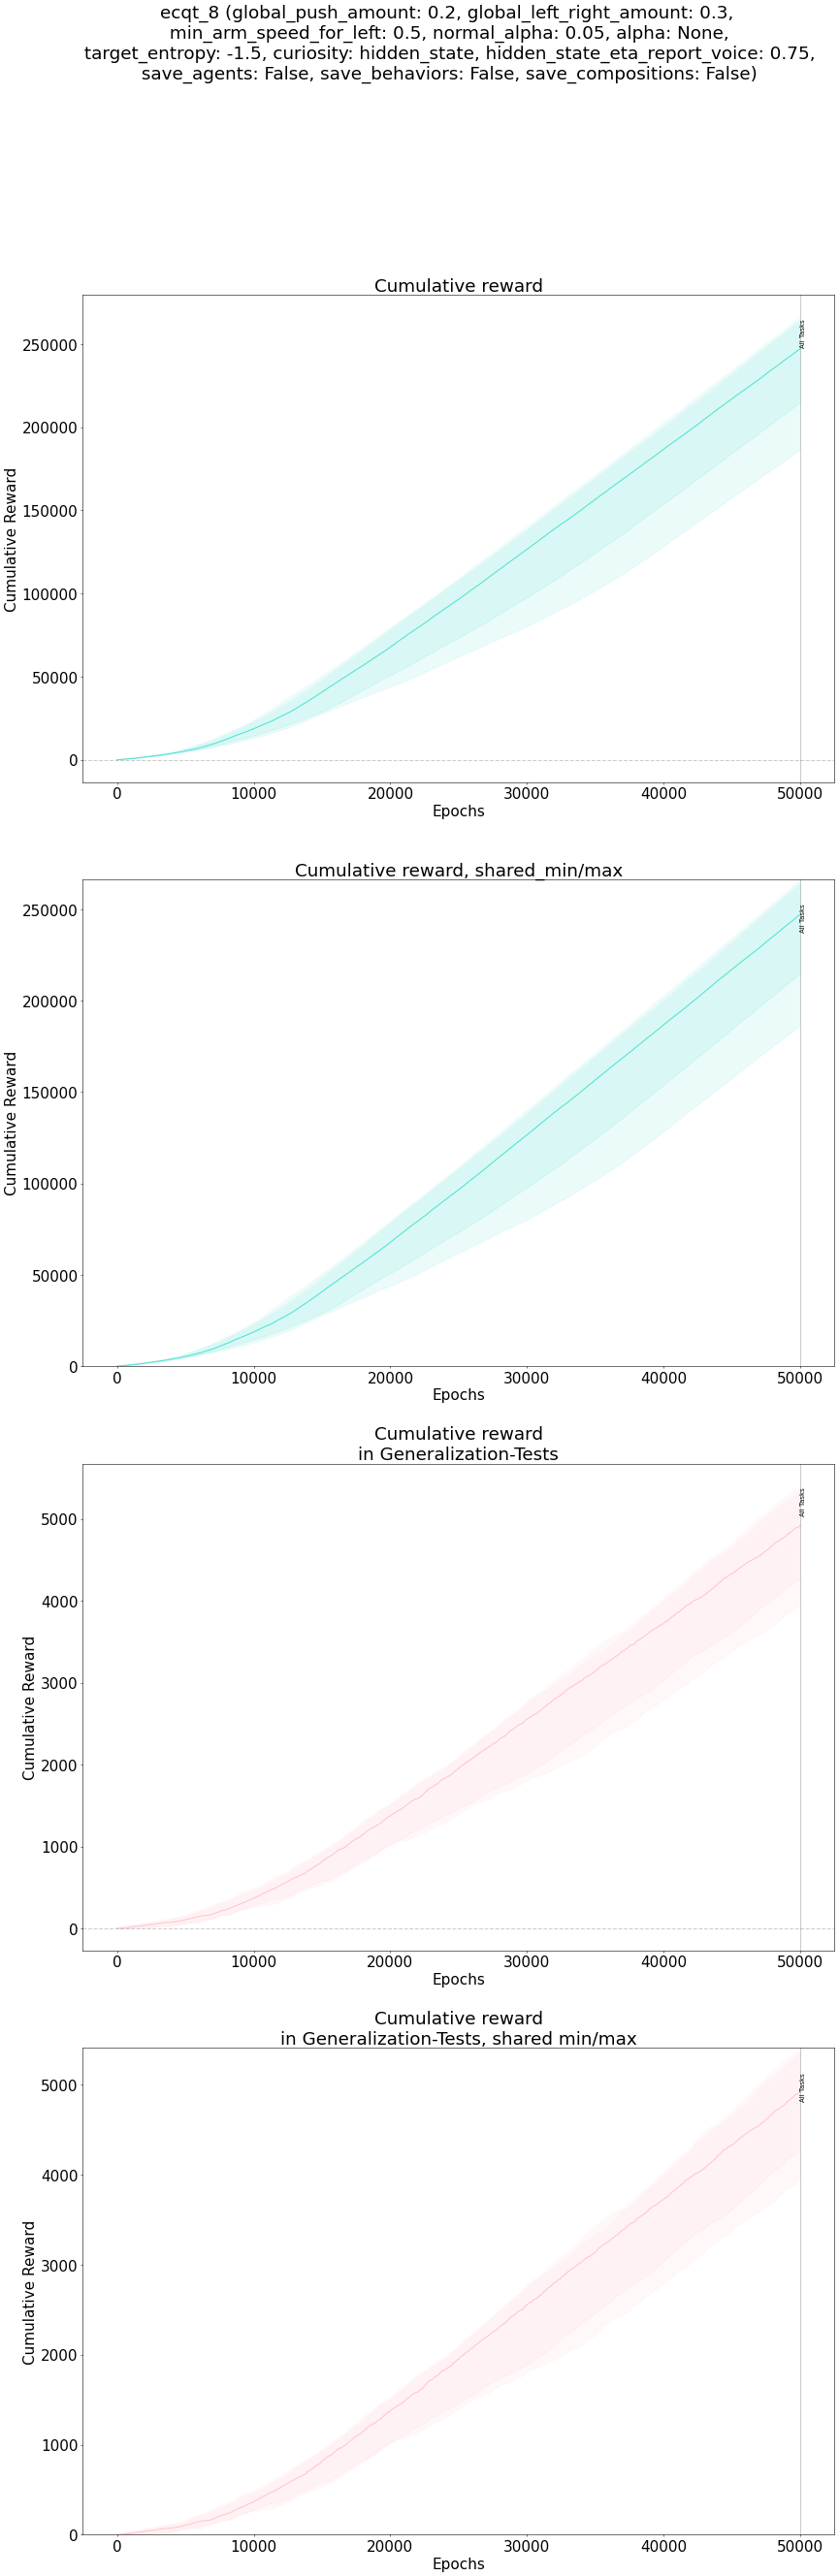 ecqt_8 (global_push_amount: 0.2, global_left_right_amount: 0.3,
min_arm_speed_for_left: 0.5, normal_alpha: 0.05, alpha: None,
target_entropy: -1.5, curiosity: hidden_state, hidden_state_eta_report_voice: 0.75,
save_agents: False, save_behaviors: False, save_compositions: False)
Cumulative reward
All Tasks
250000
200000
150000
100000
50000
0
Cumulative Reward
0 10000 20000 30000 40000 50000
Epochs
Cumulative reward, shared_min/max
All Tasks
250000
200000
150000
100000
50000
0
Cumulative Reward
0 10000 20000 30000 40000 50000
Epochs
Cumulative reward
in Generalization-Tests
All Tasks
5000
4000
3000
2000
1000
0
Cumulative Reward
0 10000 20000 30000 40000 50000
Epochs
Cumulative reward
in Generalization-Tests, shared min/max
All Tasks
5000
4000
3000
2000
1000
0
Cumulative Reward
0 10000 20000 30000 40000 50000
Epochs